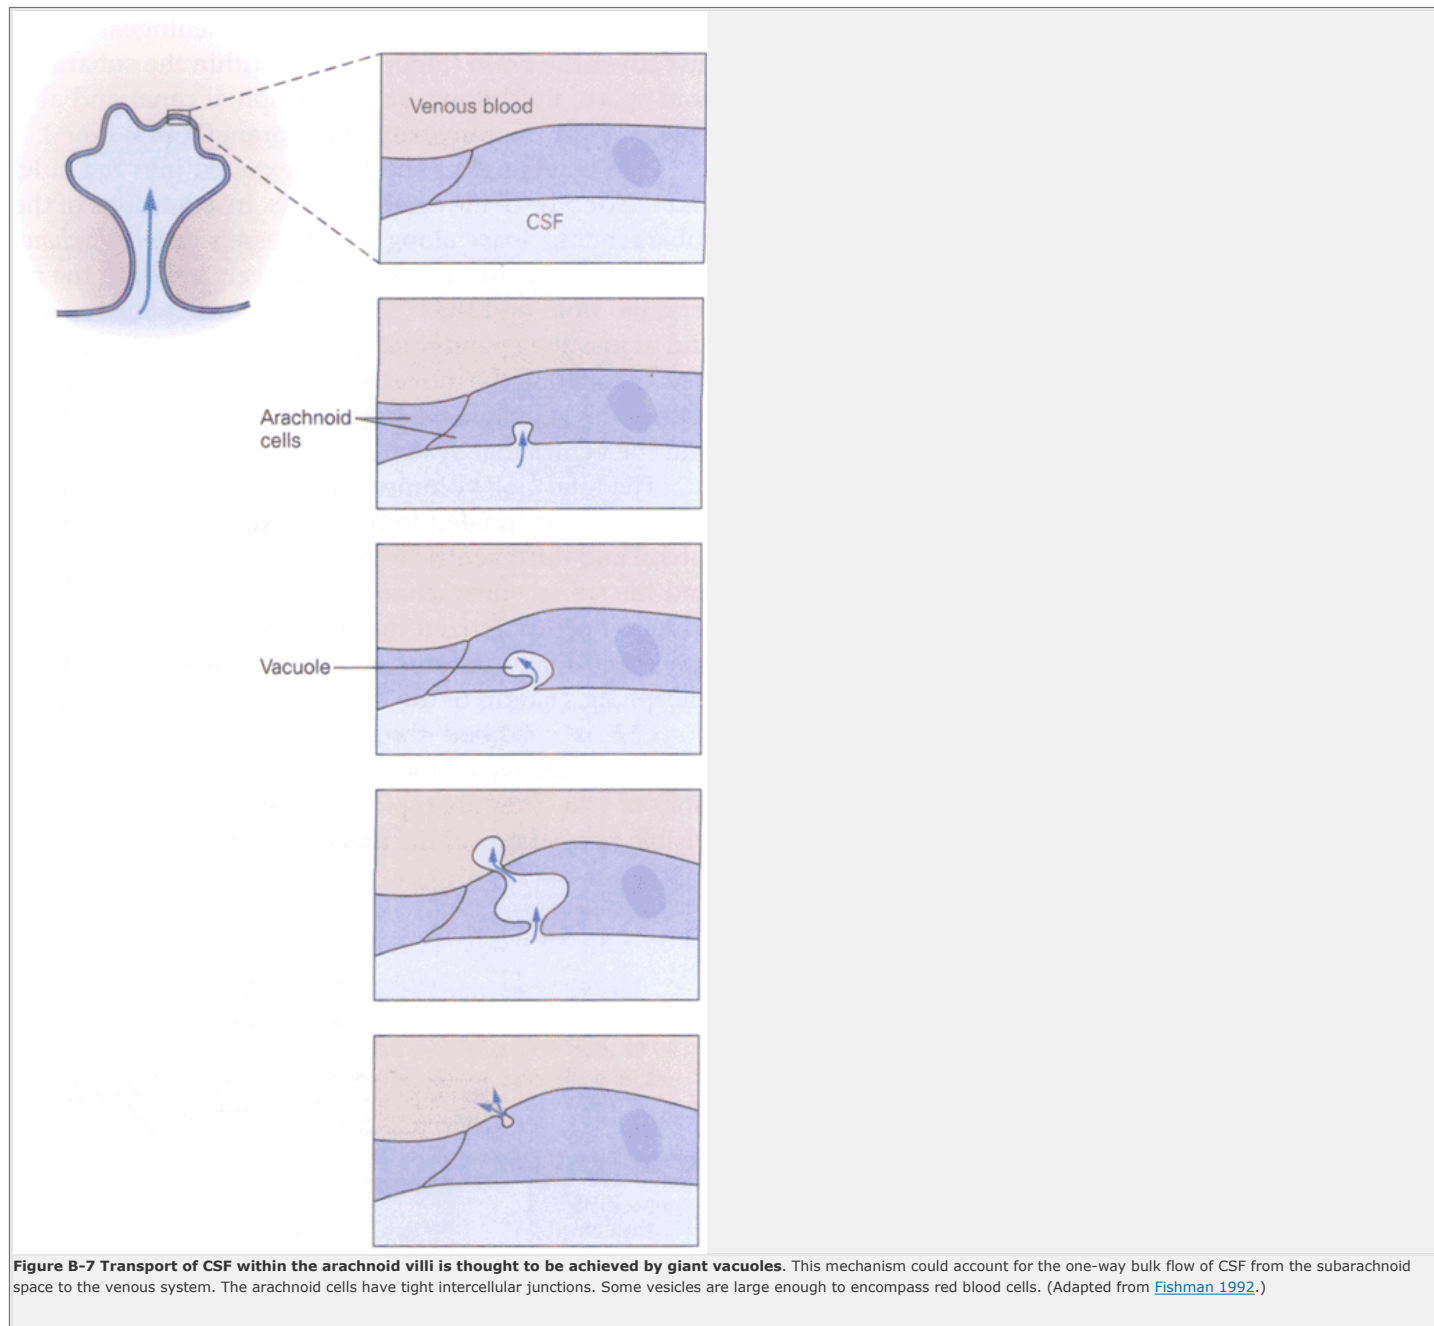 Venous blood
CSF
Arachnoid
cells
Vacuole
Figure B-7 Transport of CSF within the arachnoid villi is thought to be achieved by giant vacuoles. This mechanism could account for the one-way bulk flow of CSF from the subarachnoid
space to the venous system. The arachnoid cells have tight intercellular junctions. Some vesicles are large enough to encompass red blood cells. (Adapted from Fishman 1992.)